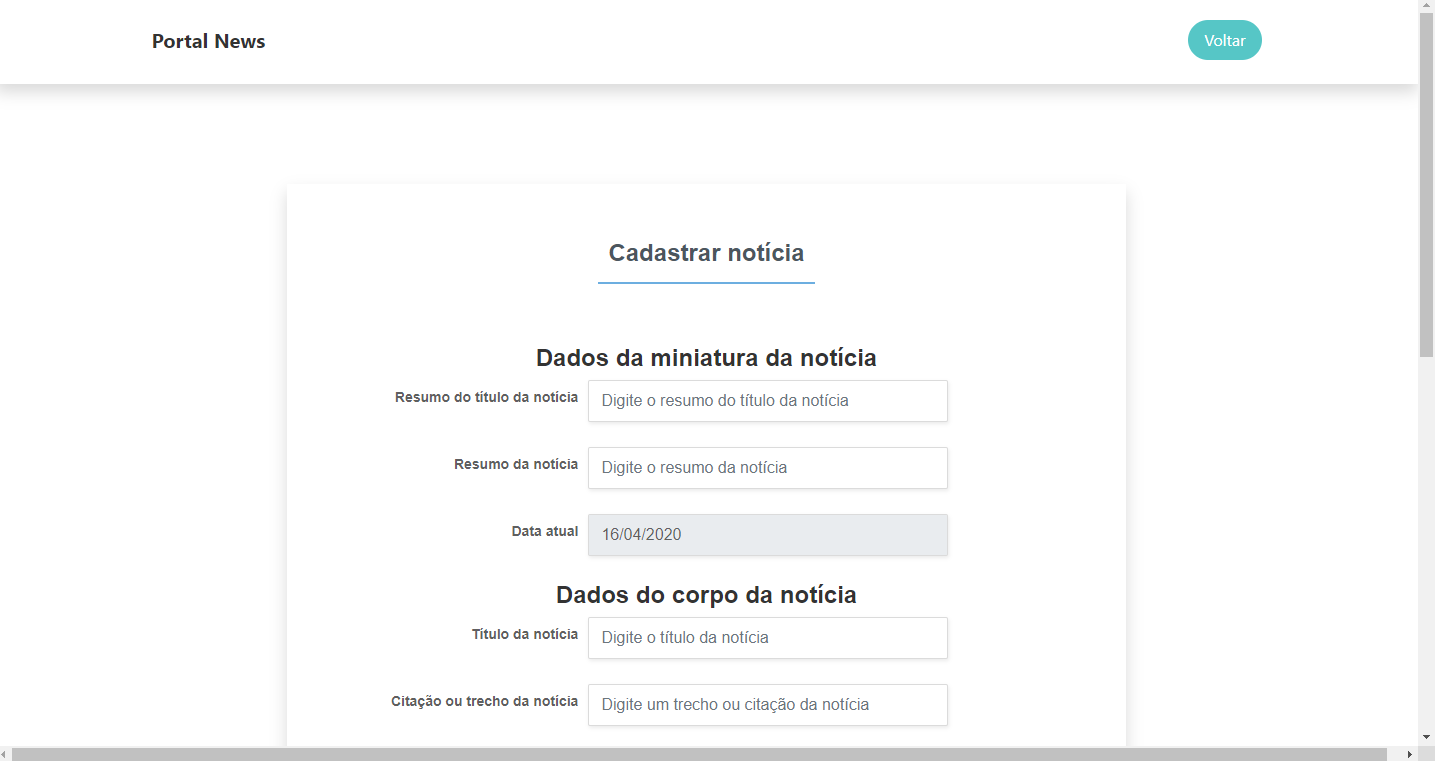 Portal News
Voltar
Cadastrar notícia
Dados da miniatura da notícia
Resumo do título da notícia
Digite o resumo do título da notícia
Resumo da notícia
Digite o resumo da notícia
Data atual
16/04/2020
Dados do corpo da notícia
Título da notícia
Digite o título da notícia
Citação ou trecho da notícia
Digite um trecho ou citação da notícia